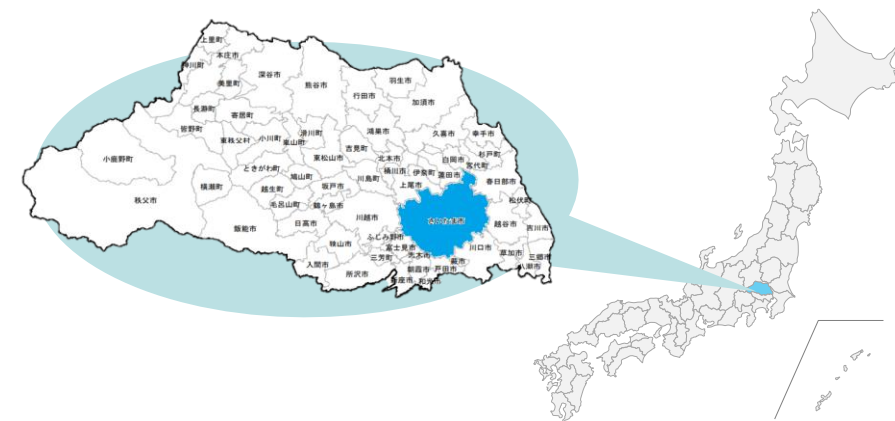 上里町
本庄市
神川町
美里町
深谷市
熊谷市
羽生市
行田市
加須市
長瀞町
寄居町
皆野町
東秩父村
小川町
滑川町
嵐山町
吉見町
鴻巣市
久喜市
幸手市
小鹿野町
東松山市
北本市
白岡市
杉戸町
宮代町
ときがわ町
鳩山町
川島町
桶川市
伊奈町
蓮田市
春日部市
横瀬町
越生町
坂戸市
上尾市
秩父市
毛呂山町
鶴ヶ島市
松伏町
飯能市
日高市
川越市
さいたま市
越谷市
吉川市
狭山市
ふじみ野市
富士見市
川口市
草加市
三郷市
入間市
所沢市
三芳町
志木市
蕨市
朝霞市
戸田市
八潮市
新座市
和光市